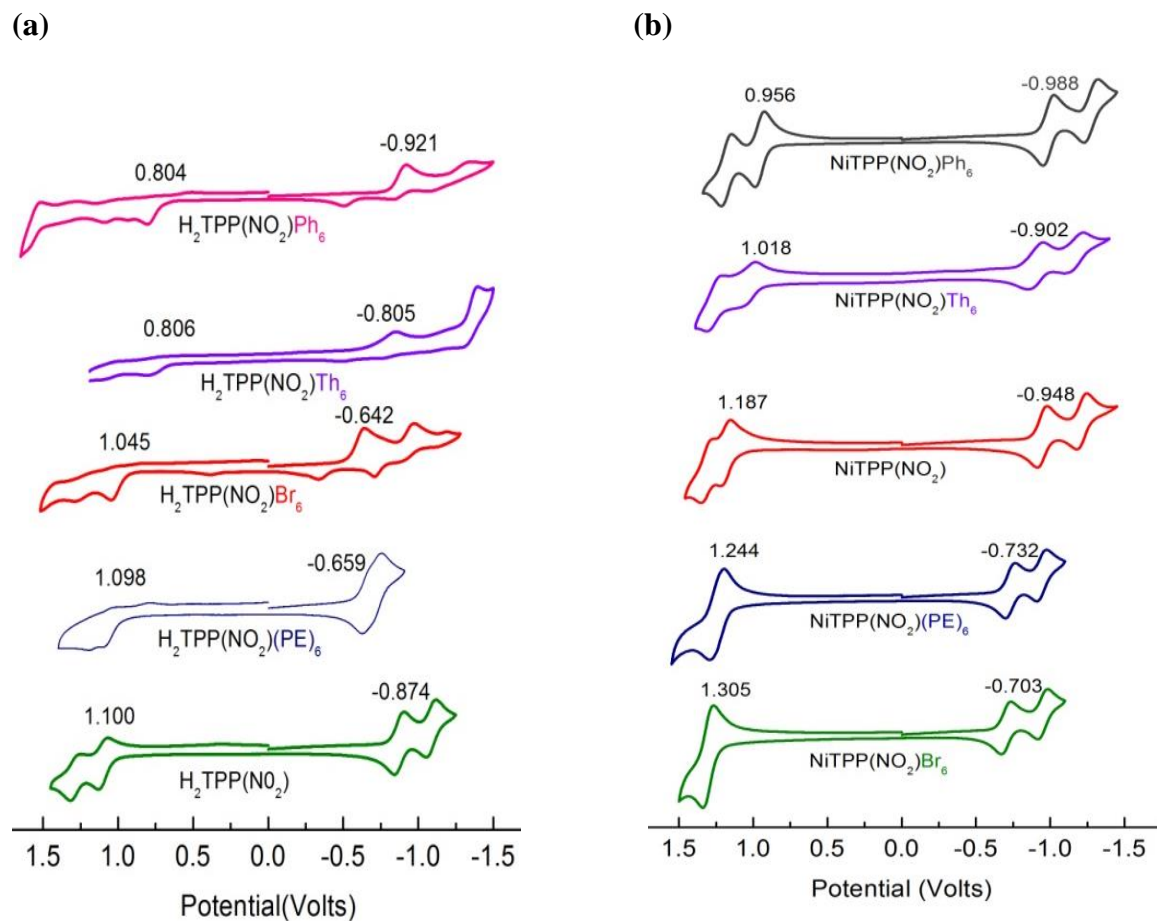 (a)
0.804
-0.921
H₂TPP(NO₂)Ph₆
0.806
-0.805
H₂TPP(NO₂)Th₆
1.045
-0.642
H₂TPP(NO₂)Br₆
1.098
-0.659
H₂TPP(NO₂)(PE)₆
1.100
-0.874
H₂TPP(N0₂)
1.5 1.0 0.5 0.0 -0.5 -1.0 -1.5
Potential(Volts)
(b)
0.956
-0.988
NiTPP(NO₂)Ph₆
1.018
-0.902
NiTPP(NO₂)Th₆
1.187
-0.948
NiTPP(NO₂)
1.244
-0.732
NiTPP(NO₂)(PE)₆
1.305
-0.703
NiTPP(NO₂)Br₆
1.5 1.0 0.5 0.0 -0.5 -1.0 -1.5
Potential (Volts)